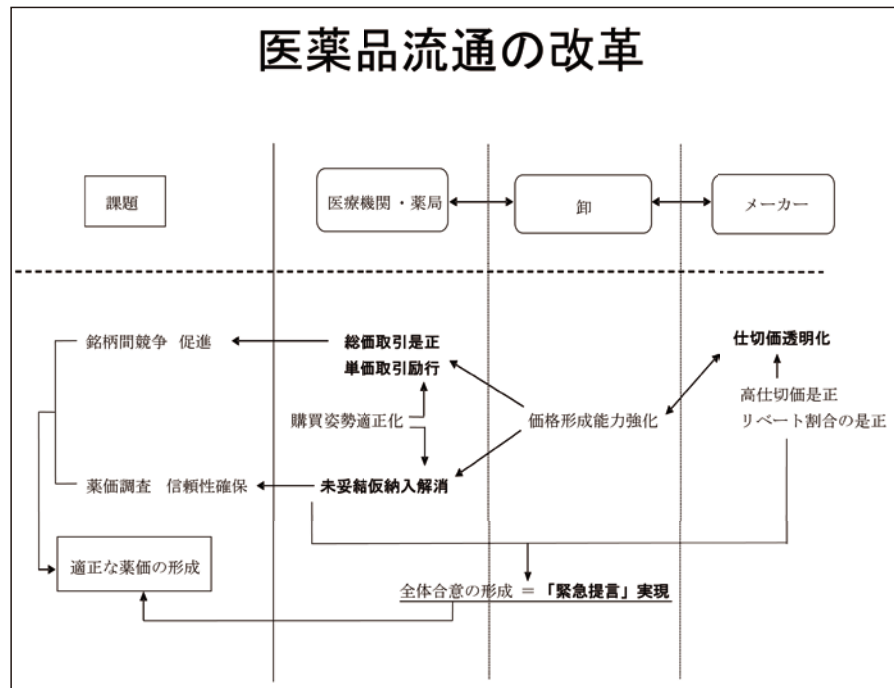 医薬品流通の改革
課題
医療機関・薬局
卸
メーカー
銘柄間競争 促進
総価取引是正
単価取引励行
仕切価透明化
高仕切価是正
リベート割合の是正
購買姿勢適正化
価格形成能力強化
薬価調査 信頼性確保
未妥結仮納入解消
適正な薬価の形成
全体合意の形成 = 「緊急提言」実現